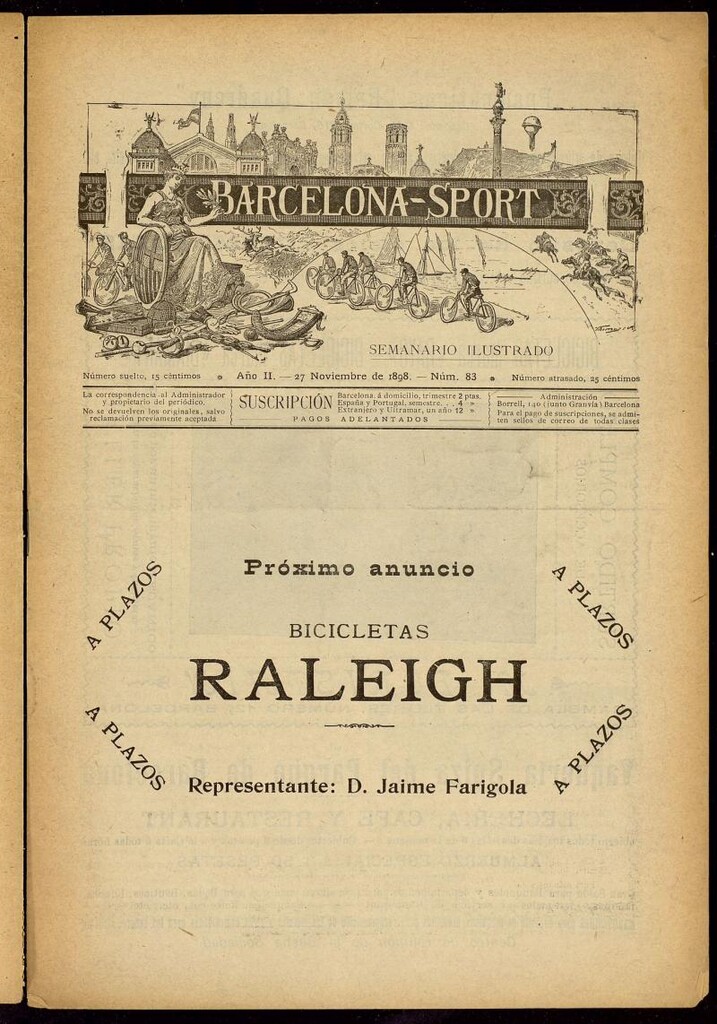 BARCELONA-SPORT
SEMANARIO ILUSTRADO
Número suelto, 15 céntimos
Año II. — 27 Noviembre de 1898. — Núm. 83
Número atrasado, 25 céntimos
La correspondencia al Administrador
y propietario del periódico.
No se devuelven los originales, salvo
reclamación previamente aceptada
SUSCRIPCIÓN
Barcelona, á domicilio, trimestre 2 ptas.
España y Portugal, semestre. . . 4 »
Extranjero y Ultramar, un año 12 »
PAGOS ADELANTADOS
Administración
Borrell, 140 (junto Granvía) Barcelona
Para el pago de suscripciones, se admi-
ten sellos de correo de todas clases
Próximo anuncio
A PLAZOS
A PLAZOS
BICICLETAS
RALEIGH
A PLAZOS
A PLAZOS
Representante: D. Jaime Farigola